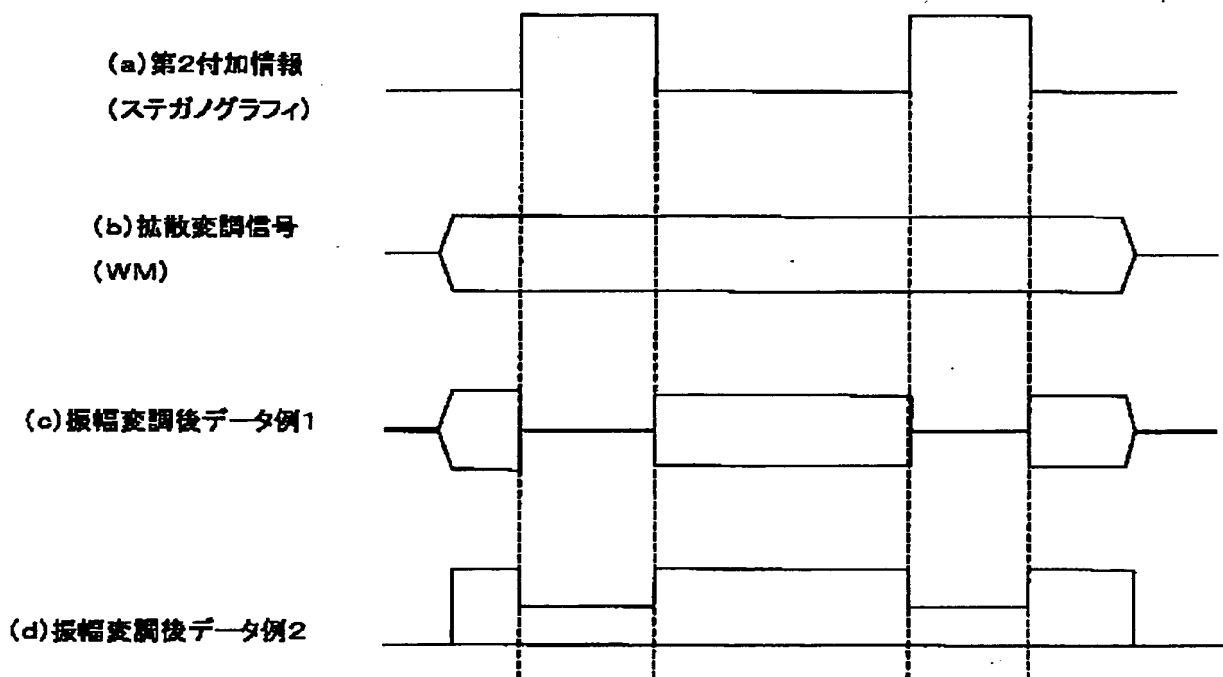 (a)第2付加情報
(ステガノグラフィ)
(b)拡散変調信号
(WM)
(c)振幅変調後データ例1
(d)振幅変調後データ例2